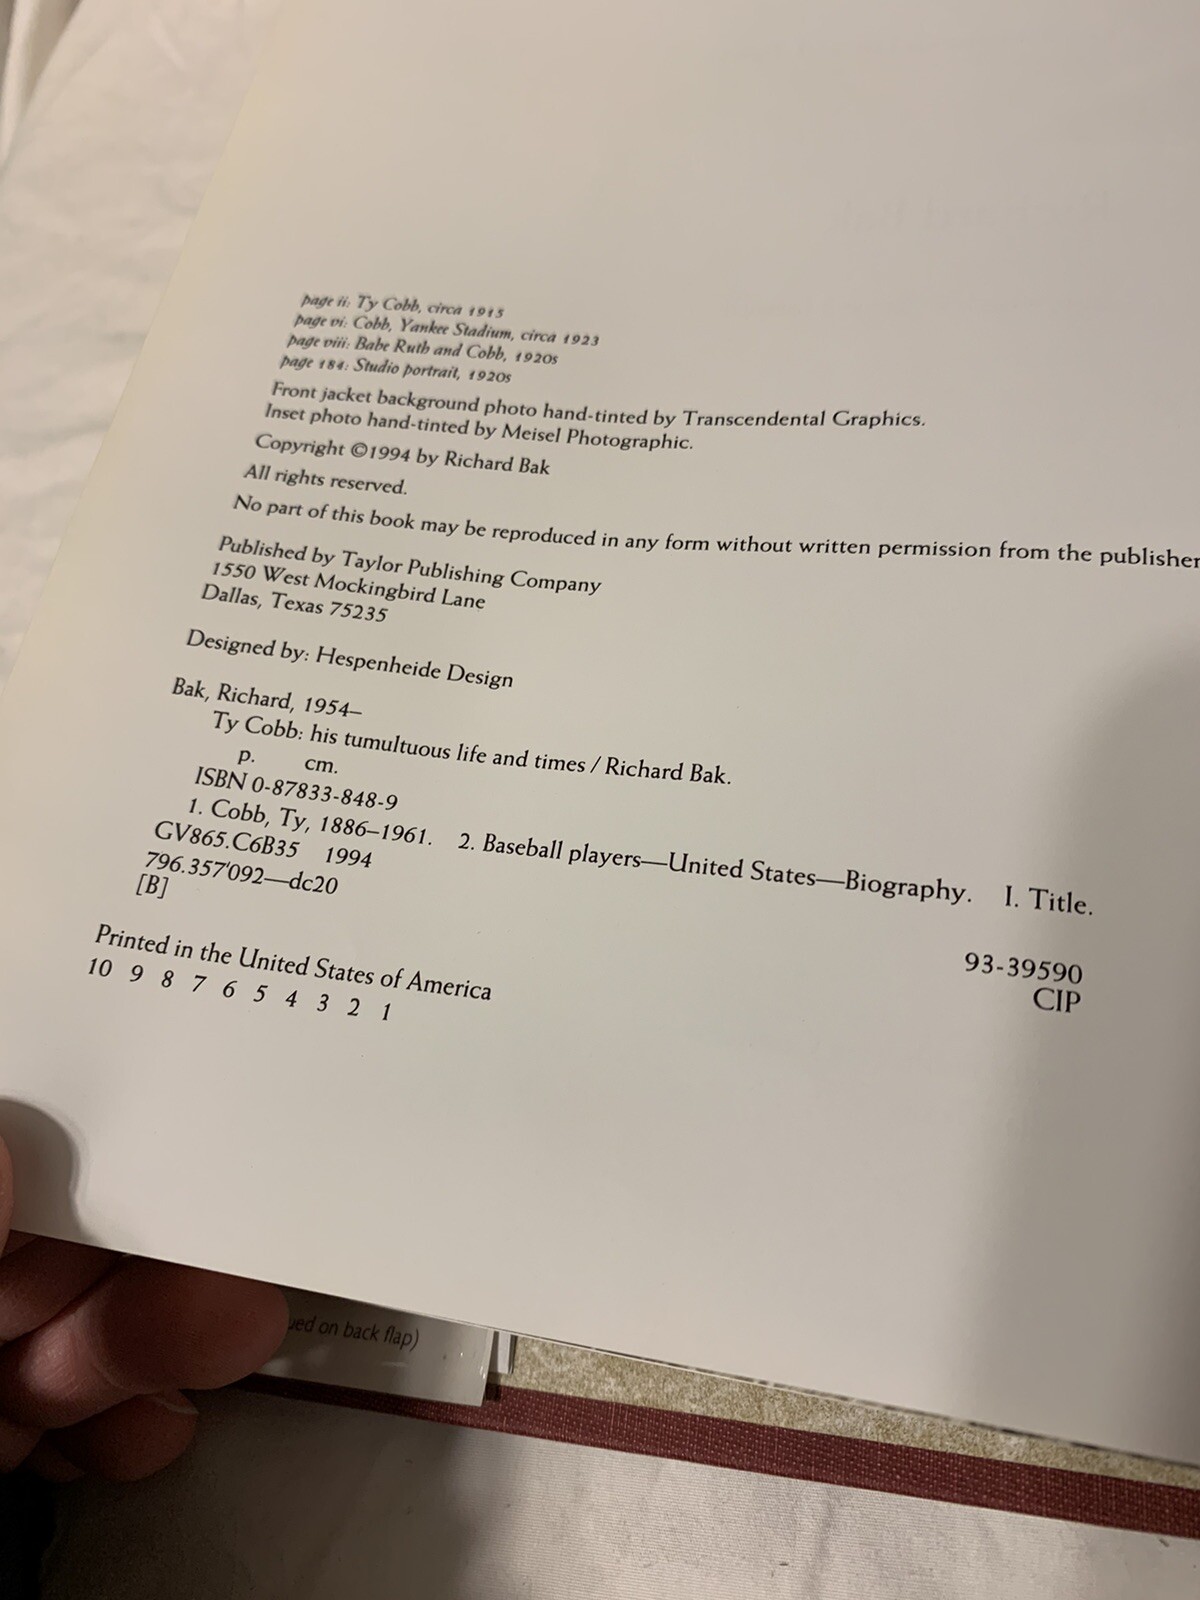 page ii: Ty Cobb, circa 1915
page vi: Cobb, Yankee Stadium, circa 1923
page viii: Babe Ruth and Cobb, 1920s
page 184: Studio portrait, 1920s
Front jacket background photo hand-tinted by Transcendental Graphics.
Inset photo hand-tinted by Meisel Photographic.
Copyright ©1994 by Richard Bak
All rights reserved.
No part of this book may be reproduced in any form without written permission from the publisher
Published by Taylor Publishing Company
1550 West Mockingbird Lane
Dallas, Texas 75235
Designed by: Hespenheide Design
Bak, Richard, 1954–
Ty Cobb: his tumultuous life and times / Richard Bak.
p. cm.
ISBN 0-87833-848-9
1. Cobb, Ty, 1886–1961. 2. Baseball players—United States—Biography. I. Title.
GV865.C6B35 1994
796.357'092—dc20
[B]
93-39590
CIP
Printed in the United States of America
10 9 8 7 6 5 4 3 2 1
on back flap)